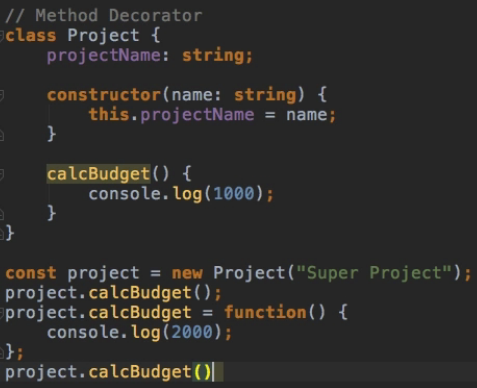 // Method Decorator
class Project {
    projectName: string;
    constructor(name: string) {
        this.projectName = name;
    }
    calcBudget() {
        console.log(1000);
    }
}
const project = new Project("Super Project");
project.calcBudget();
project.calcBudget = function() {
    console.log(2000);
};
project.calcBudget()